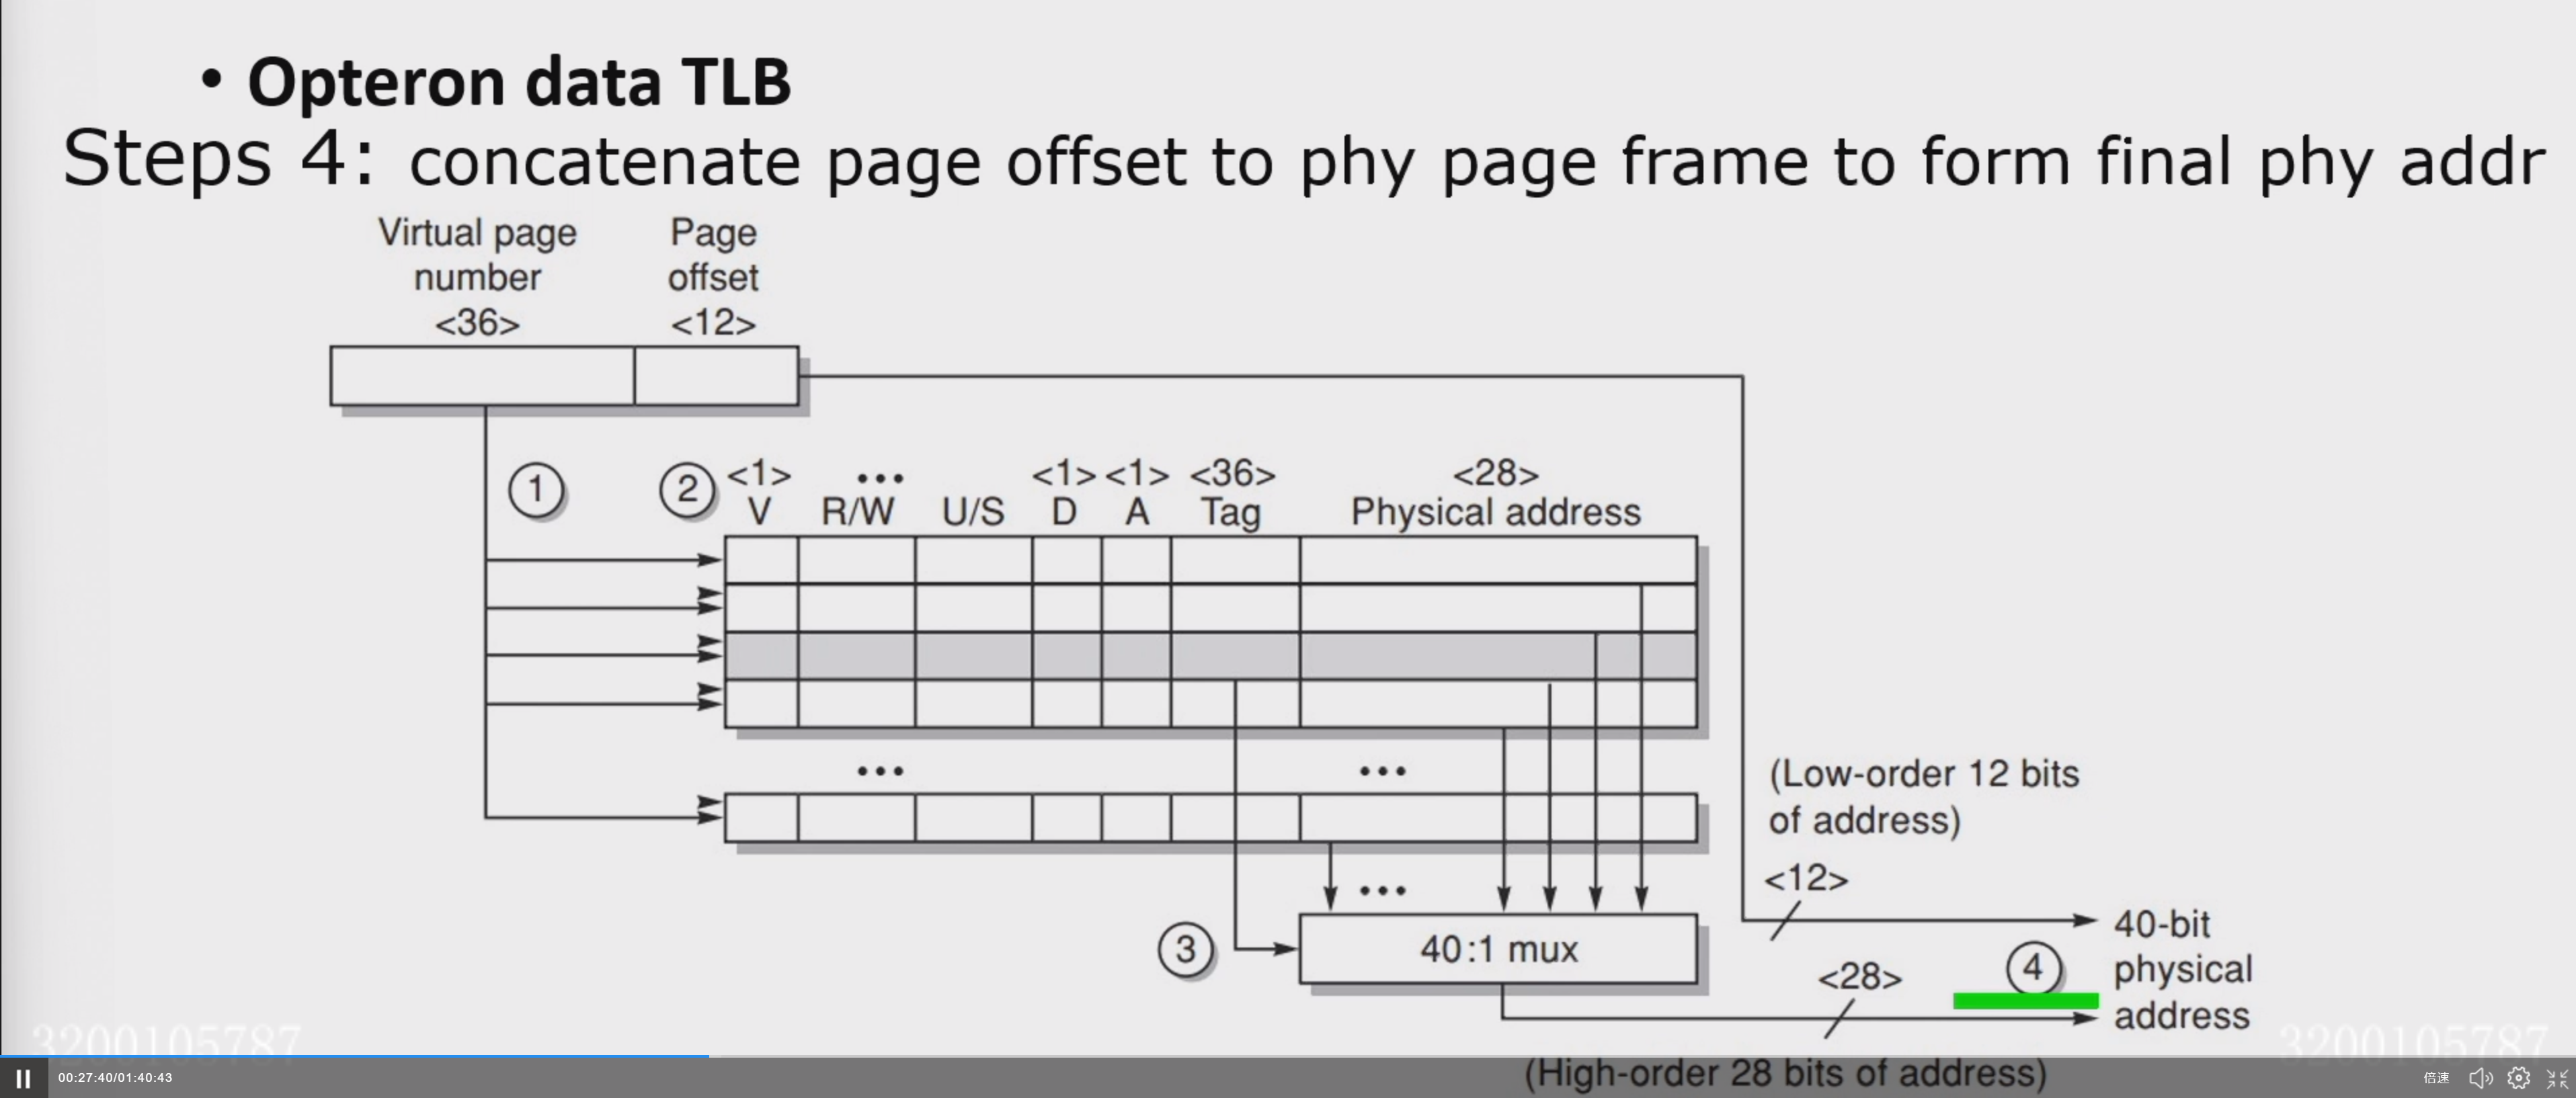 • Opteron data TLB
Steps 4: concatenate page offset to phy page frame to form final phy addr
Virtual page
number
<36>
Page
offset
<12>
1
2
<1>
V
•••
R/W
U/S
<1>
D
<1>
A
<36>
Tag
<28>
Physical address
•••
•••
•••
(Low-order 12 bits
of address)
<12>
3
40:1 mux
<28>
4
40-bit
physical
address
(High-order 28 bits of address)
3200105787
3200105787
00:27:40/01:40:43
倍速